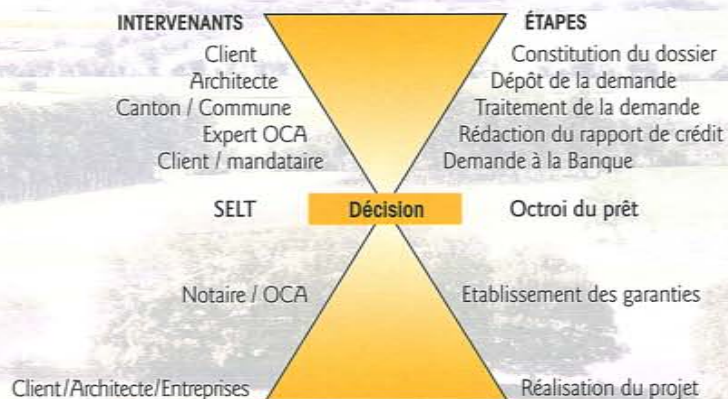 INTERVENANTS ÉTAPES
Client Constitution du dossier
Architecte Dépôt de la demande
Canton / Commune Traitement de la demande
Expert OCA Rédaction du rapport de crédit
Client / mandataire Demande à la Banque
SELT Décision Octroi du prêt
Notaire / OCA Etablissement des garanties
Client/Architecte/Entreprises Réalisation du projet